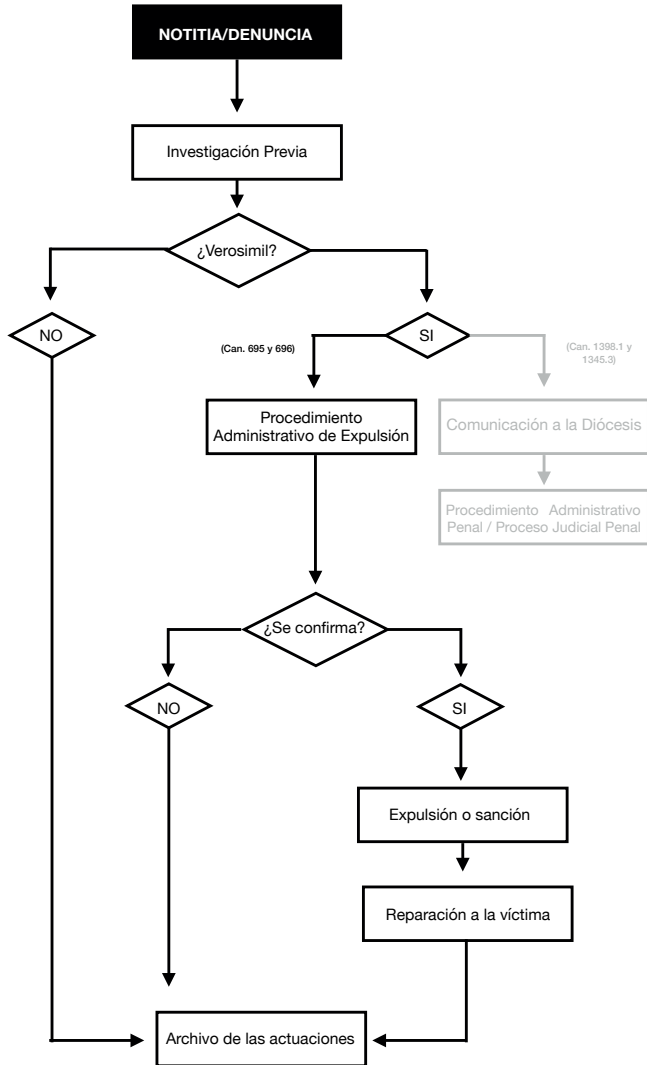 NOTITIA/DENUNCIA
Investigación Previa
¿Verosimil?
NO
SI
(Can. 695 y 696)
(Can. 1398.1 y
1345.3)
Procedimiento
Administrativo de Expulsión
Comunicación a la Diócesis
Procedimiento Administrativo
Penal / Proceso Judicial Penal
¿Se confirma?
NO
SI
Expulsión o sanción
Reparación a la víctima
Archivo de las actuaciones